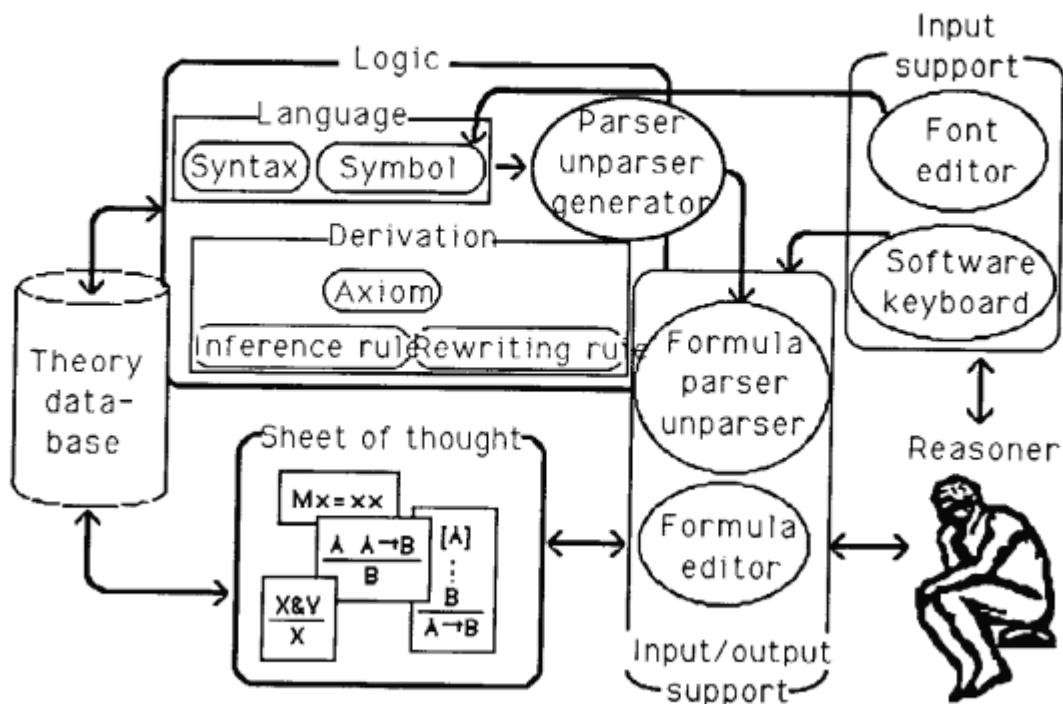 Logic
Language
Syntax
Symbol
Parser
unparser
generator
Derivation
Axiom
Inference rule
Rewriting rule
Input
support
Font
editor
Software
keyboard
Theory
data-
base
Formula
parser
unparser
Formula
editor
Input/output
support
Sheet of thought
Mx=xx
A A→B
B
[A]
⋮
B
A→B
X&Y
X
Reasoner